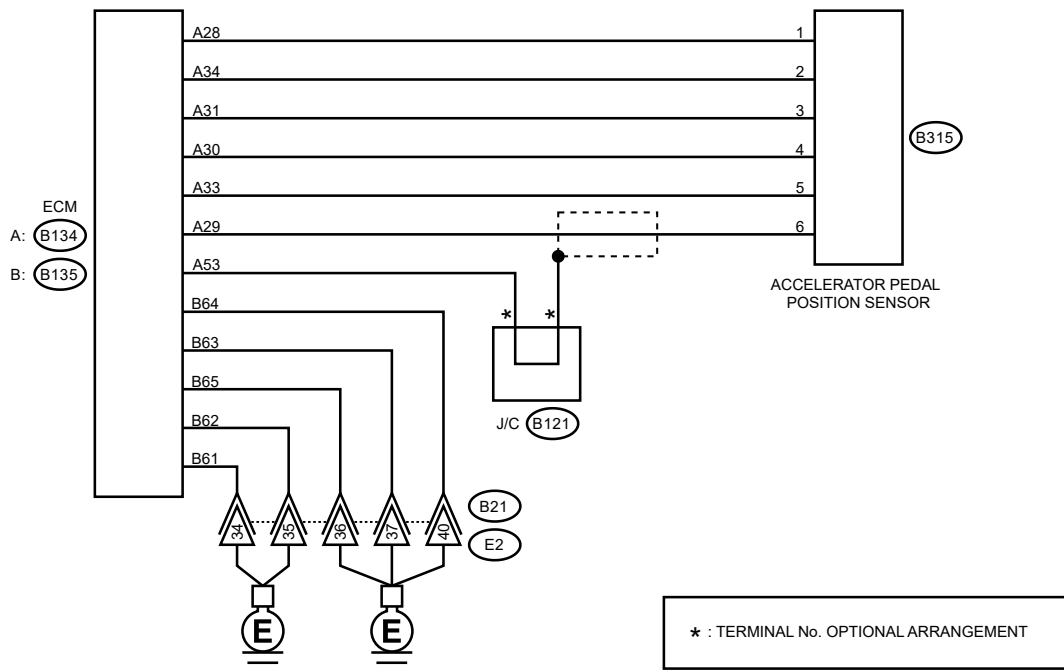 A28 1
A34 2
A31 3
B315
A30 4
A33 5
ECM
A: B134
A29 6
B: B135
A53
ACCELERATOR PEDAL
POSITION SENSOR
B64
* *
B63
B65
J/C B121
B62
B61
B21
34 35 36 37 40
E2
E E
* : TERMINAL No. OPTIONAL ARRANGEMENT